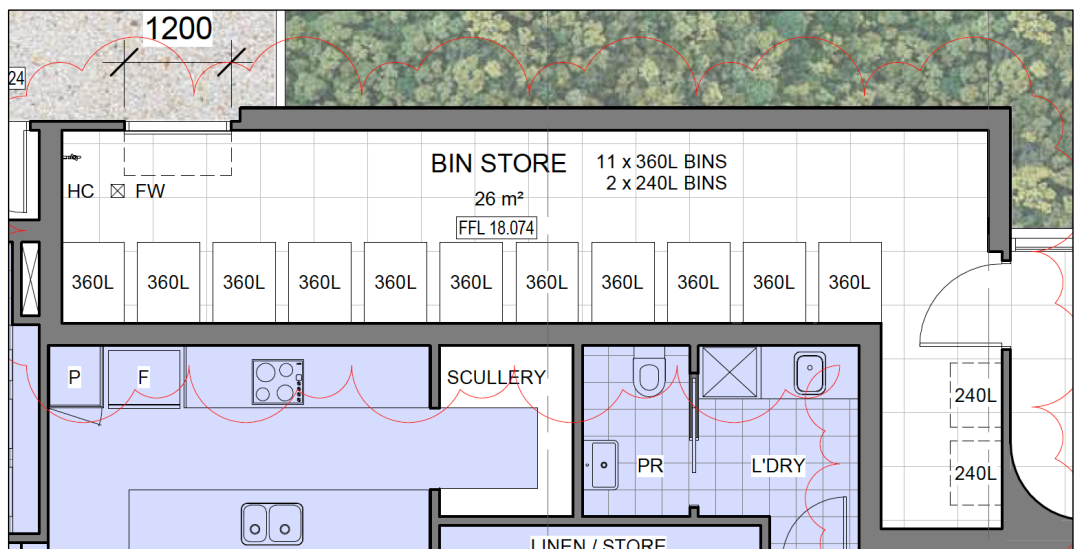 1200
24
BIN STORE
11 x 360L BINS
2 x 240L BINS
26 m²
FFL 18.074
HC
FW
360L
360L
360L
360L
360L
360L
360L
360L
360L
360L
360L
P
F
SCULLERY
PR
L'DRY
240L
240L
LINEN / STORE